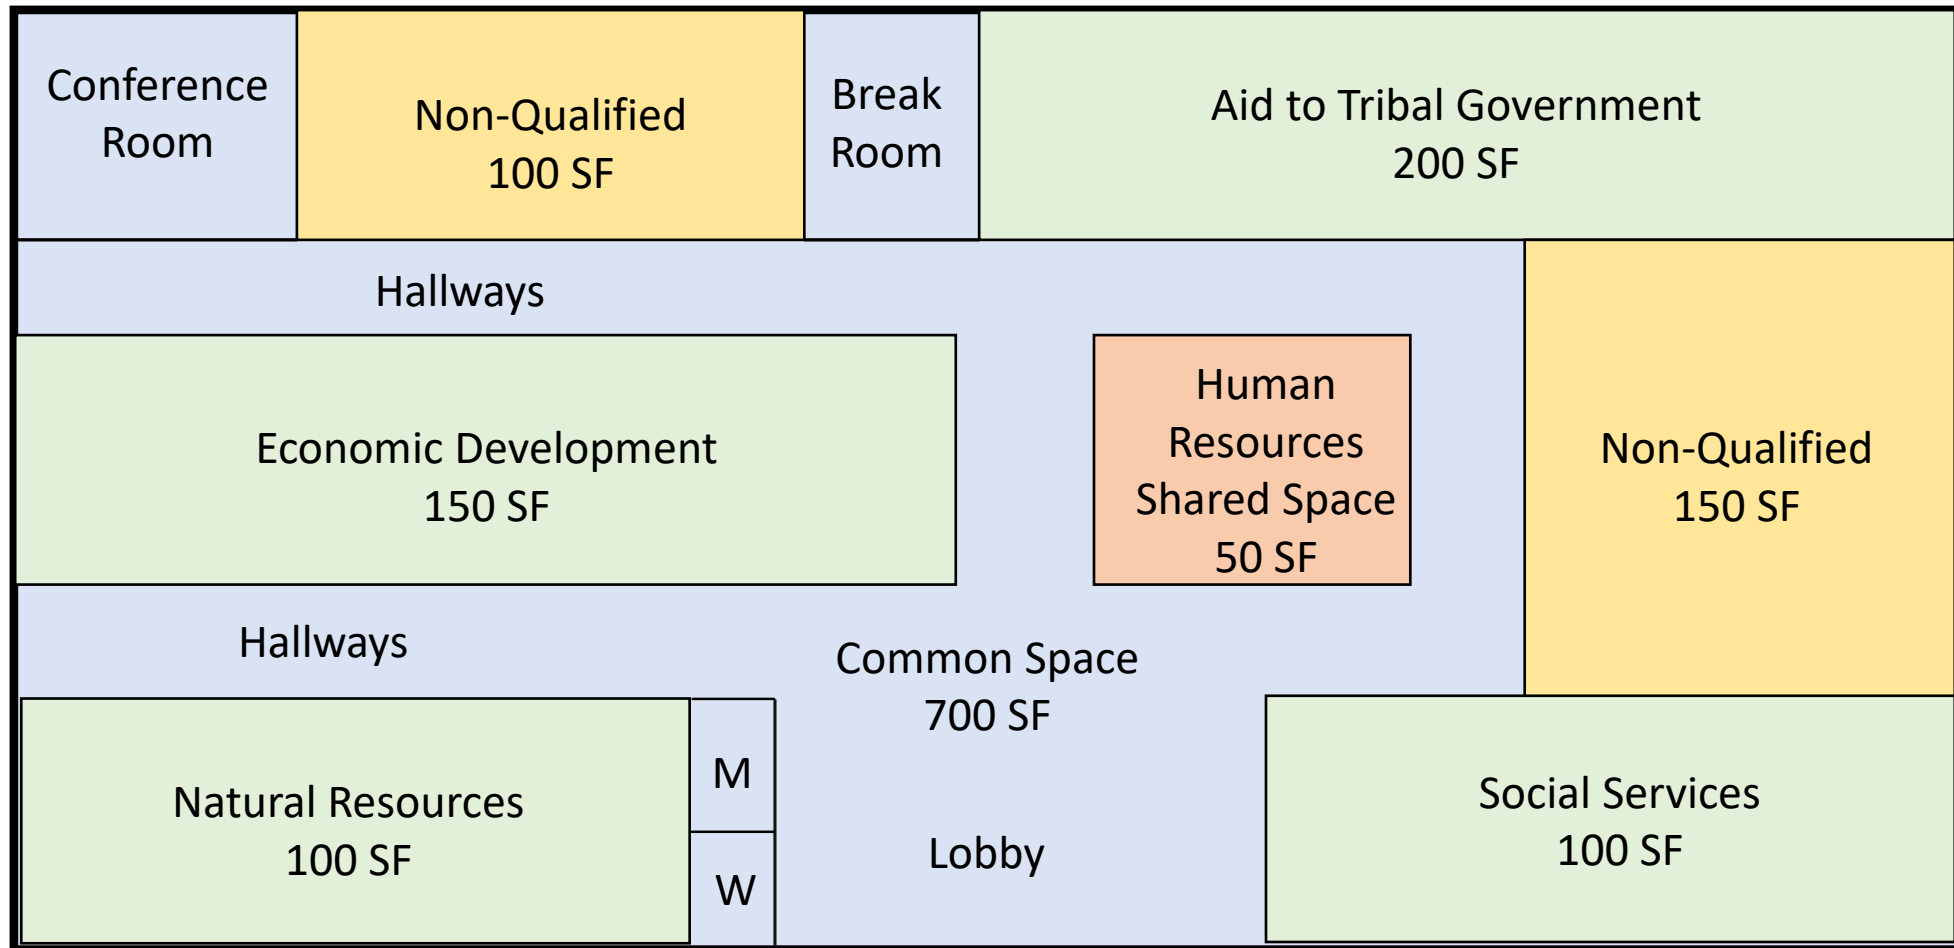 Conference
Room
Non-Qualified
100 SF
Break
Room
Aid to Tribal Government
200 SF
Hallways
Economic Development
150 SF
Human
Resources
Shared Space
50 SF
Non-Qualified
150 SF
Hallways
Common Space
700 SF
Natural Resources
100 SF
M
W
Lobby
Social Services
100 SF